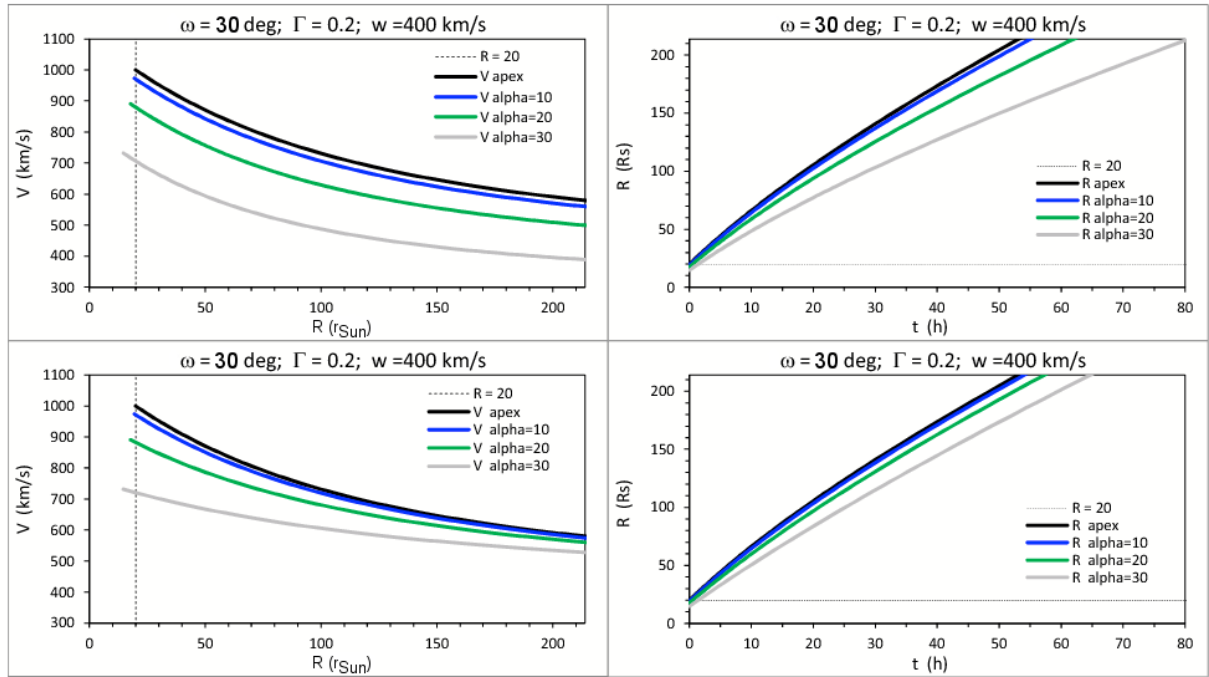 ω = 30 deg; Γ = 0.2; w =400 km/s
1100
1000
900
800
700
600
500
400
300
V (km/s)
0
50
100
150
200
R (rSun)
R = 20
V apex
V alpha=10
V alpha=20
V alpha=30
ω = 30 deg; Γ = 0.2; w =400 km/s
200
150
100
50
0
R (Rs)
0
10
20
30
40
50
60
70
80
t (h)
R = 20
R apex
R alpha=10
R alpha=20
R alpha=30
ω = 30 deg; Γ = 0.2; w =400 km/s
1100
1000
900
800
700
600
500
400
300
V (km/s)
0
50
100
150
200
R (rSun)
R = 20
V apex
V alpha=10
V alpha=20
V alpha=30
ω = 30 deg; Γ = 0.2; w =400 km/s
200
150
100
50
0
R (Rs)
0
10
20
30
40
50
60
70
80
t (h)
R = 20
R apex
R alpha=10
R alpha=20
R alpha=30